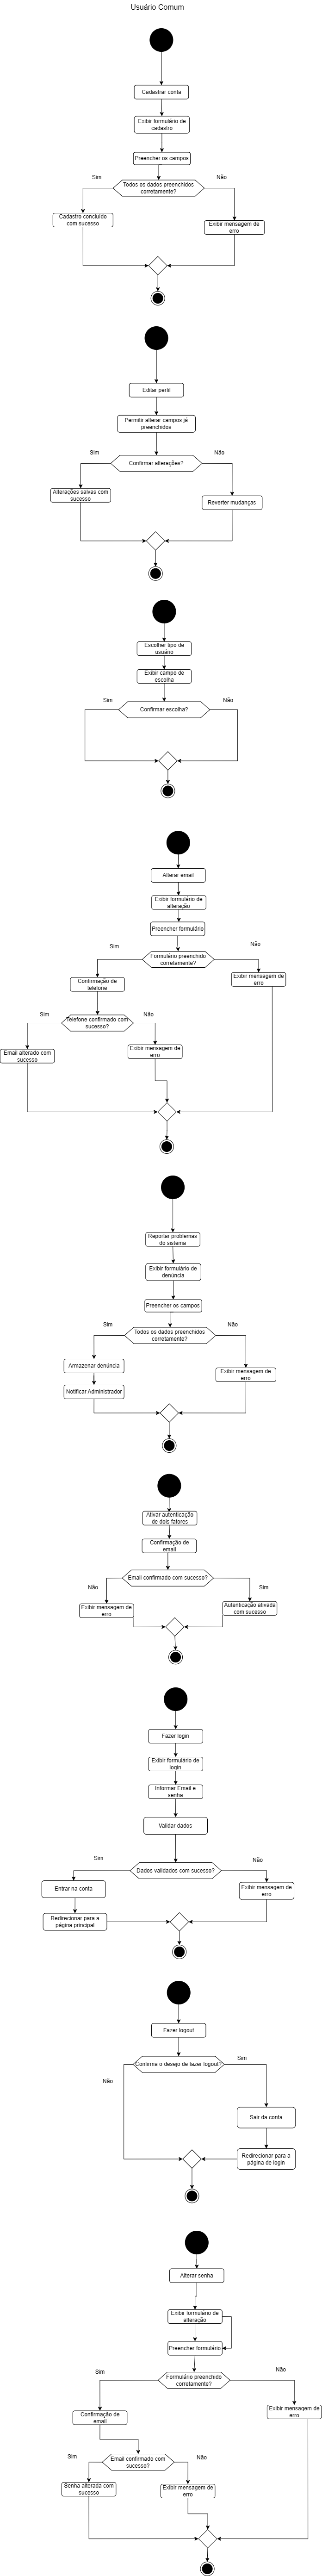 Usuário Comum
Cadastrar conta
Exibir formulário de
cadastro
Preencher os campos
Sim
Não
Todos os dados preenchidos
corretamente?
Cadastro concluído
com sucesso
Exibir mensagem de
erro
Editar perfil
Permitir alterar campos já
preenchidos
Sim
Não
Confirmar alterações?
Alterações salvas com
sucesso
Reverter mudanças
Escolher tipo de
usuário
Exibir campo de
escolha
Sim
Não
Confirmar escolha?
Alterar email
Exibir formulário de
alteração
Preencher formulário
Sim
Não
Formulário preenchido
corretamente?
Confirmação de
telefone
Exibir mensagem de
erro
Sim
Não
Telefone confirmado com
sucesso?
Email alterado com
sucesso
Exibir mensagem de
erro
Reportar problemas
do sistema
Exibir formulário de
denúncia
Preencher os campos
Sim
Não
Todos os dados preenchidos
corretamente?
Armazenar denúncia
Exibir mensagem de
erro
Notificar Administrador
Ativar autenticação
de dois fatores
Confirmação de
email
Email confirmado com sucesso?
Não
Sim
Exibir mensagem de
erro
Autenticação ativada
com sucesso
Fazer login
Exibir formulário de
login
Informar Email e
senha
Validar dados
Sim
Não
Dados validados com sucesso?
Entrar na conta
Exibir mensagem de
erro
Redirecionar para a
página principal
Fazer logout
Sim
Confirma o desejo de fazer logout?
Não
Sair da conta
Redirecionar para a
página de login
Alterar senha
Exibir formulário de
alteração
Preencher formulário
Sim
Não
Formulário preenchido
corretamente?
Confirmação de
email
Exibir mensagem de
erro
Sim
Não
Email confirmado com
sucesso?
Senha alterada com
sucesso
Exibir mensagem de
erro